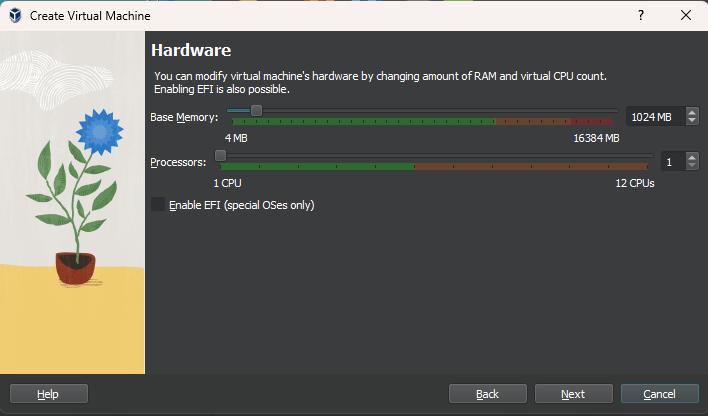 Create Virtual Machine
?
Hardware
You can modify virtual machine's hardware by changing amount of RAM and virtual CPU count.
Enabling EFI is also possible.
Base Memory:
1024 MB
4 MB
16384 MB
Processors:
1
1 CPU
12 CPUs
Enable EFI (special OSes only)
Help
Back
Next
Cancel